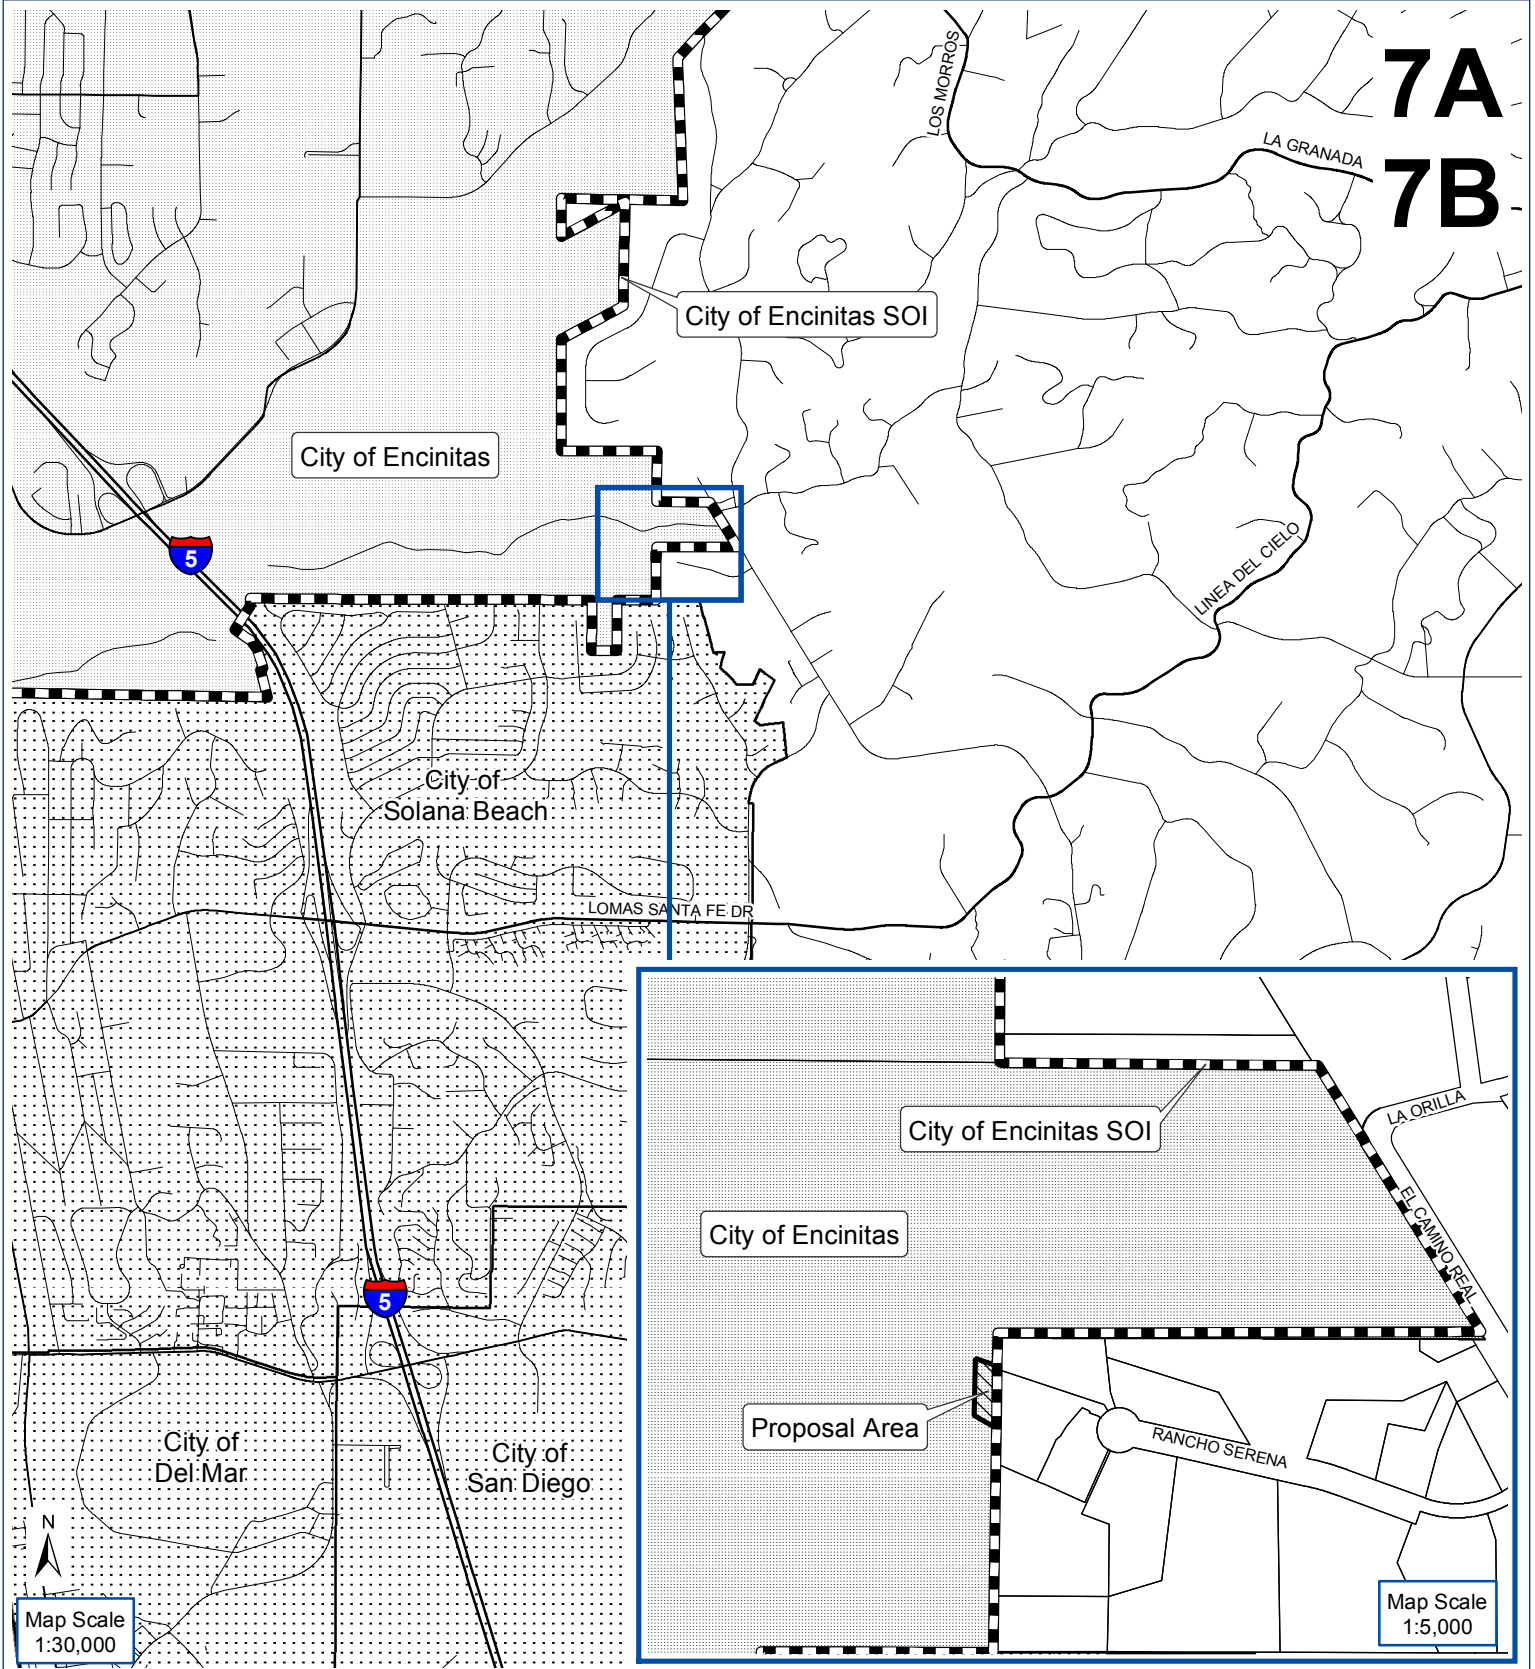 7A
7B
LOS MORROS
LA GRANADA
City of Encinitas SOI
City of Encinitas
5
LINEA DEL CIELO
City of
Solana Beach
LOMAS SANTA FE DR
City of Encinitas SOI
LA ORILLA
EL CAMINO REAL
City of Encinitas
5
Proposal Area
RANCHO SERENA
City of
Del Mar
City of
San Diego
N
Map Scale
1:30,000
Map Scale
1:5,000